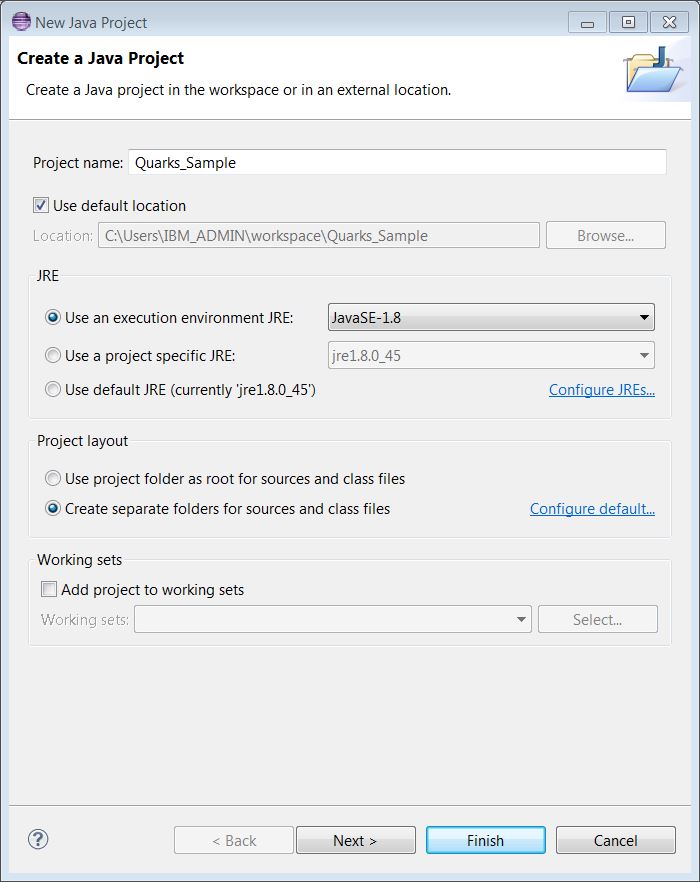 New Java Project
Create a Java Project
Create a Java project in the workspace or in an external location.
Project name: Quarks_Sample
Use default location
Location: C:\Users\IBM_ADMIN\workspace\Quarks_Sample Browse...
JRE
Use an execution environment JRE: JavaSE-1.8
Use a project specific JRE: jre1.8.0_45
Use default JRE (currently 'jre1.8.0_45') Configure JREs...
Project layout
Use project folder as root for sources and class files
Create separate folders for sources and class files Configure default...
Working sets
Add project to working sets
Working sets: Select...
? < Back Next > Finish Cancel